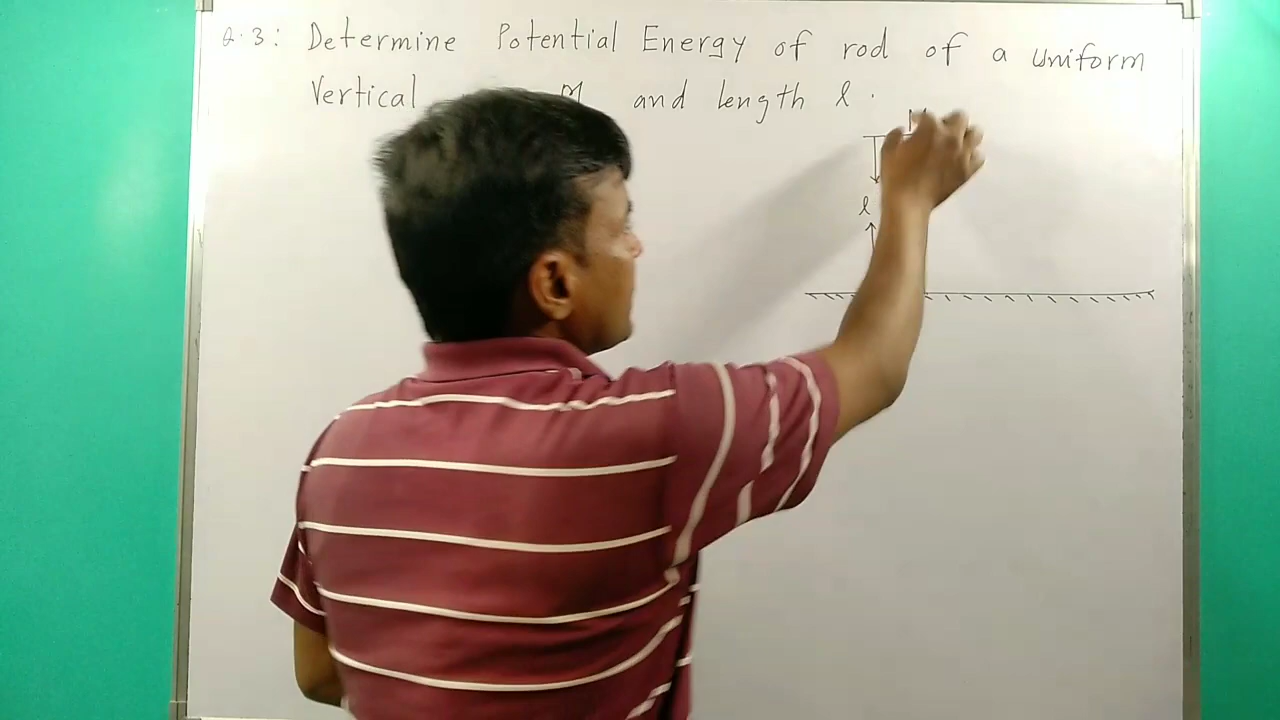 Q.3: Determine Potential Energy of rod of a uniform
Vertical M and length l.
l